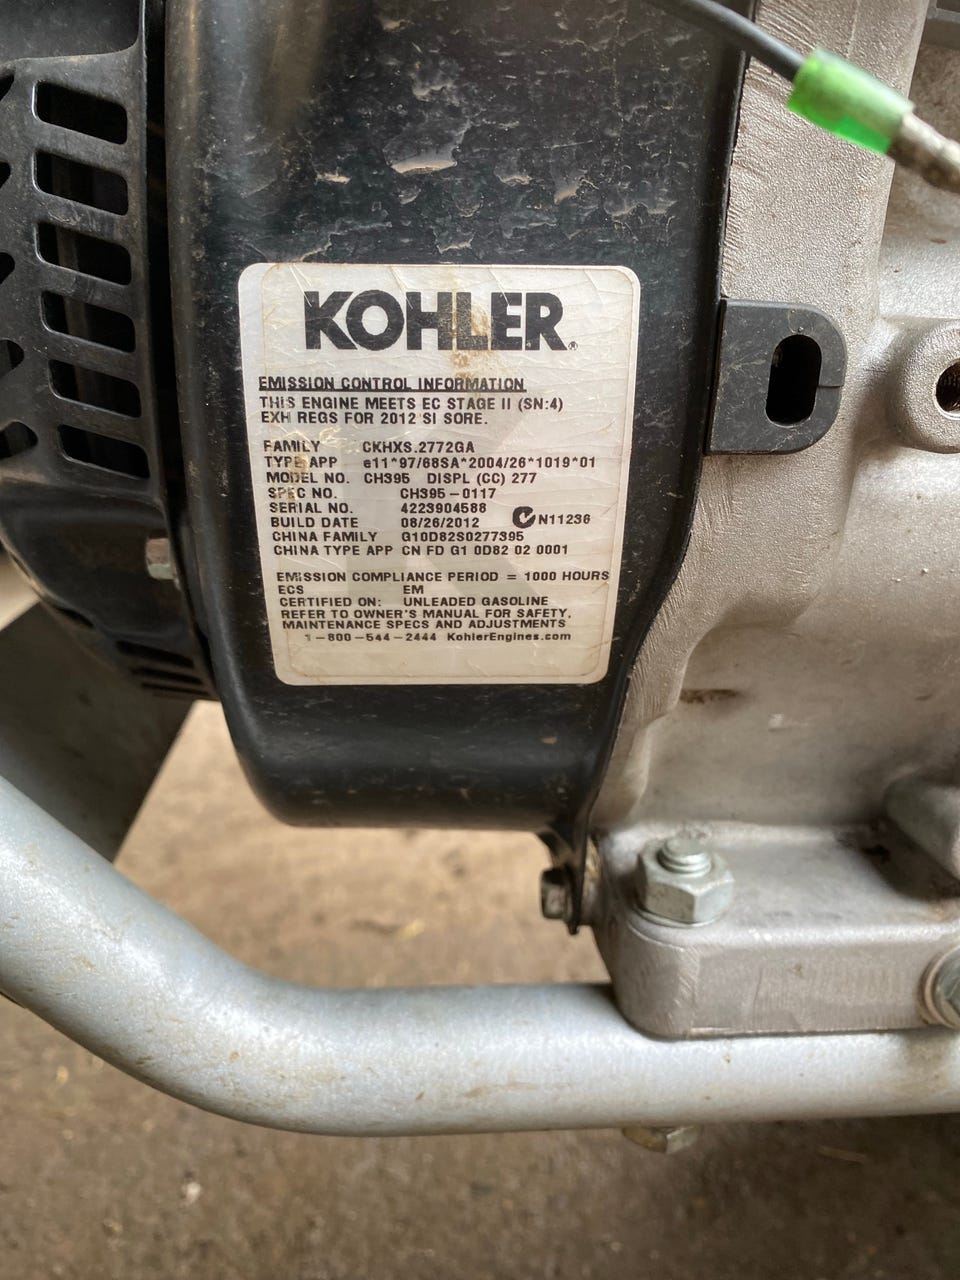 KOHLER®
EMISSION CONTROL INFORMATION
THIS ENGINE MEETS EC STAGE II (SN:4)
EXH REGS FOR 2012 SI SORE.
FAMILY CKHXS.2772GA
TYPE APP e11*97/68SA*2004/26*1019*01
MODEL NO. CH395 DISPL (CC) 277
SPEC NO. CH395-0117
SERIAL NO. 4223904588
BUILD DATE 08/26/2012 N11236
CHINA FAMILY G10D82S0277395
CHINA TYPE APP CN FD G1 0D82 02 0001
EMISSION COMPLIANCE PERIOD = 1000 HOURS
ECS EM
CERTIFIED ON: UNLEADED GASOLINE
REFER TO OWNER'S MANUAL FOR SAFETY,
MAINTENANCE SPECS AND ADJUSTMENTS
1-800-544-2444 KohlerEngines.com